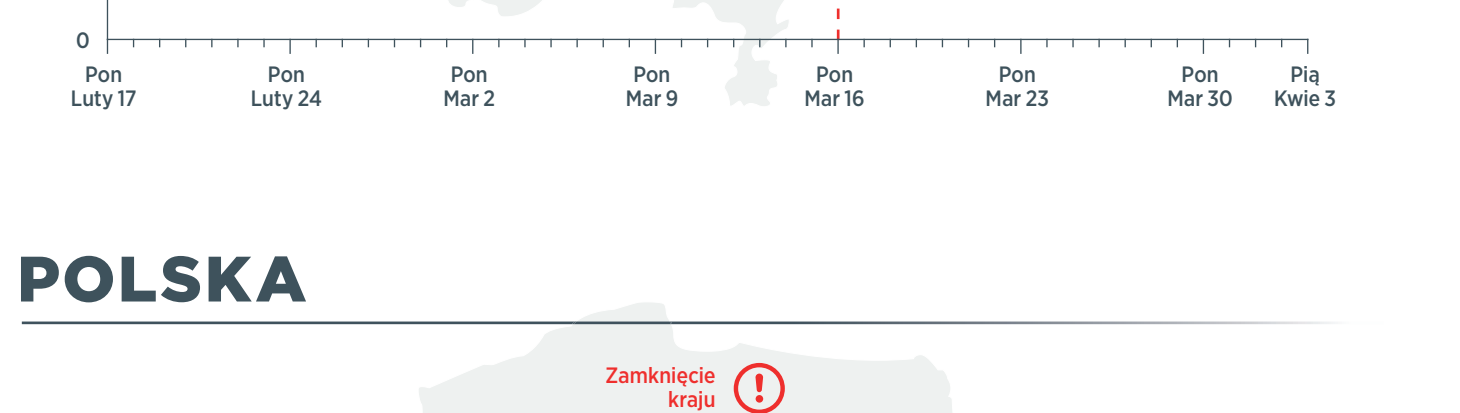 0
Pon Pon Pon Pon Pon Pon Pon Pią
Luty 17 Luty 24 Mar 2 Mar 9 Mar 16 Mar 23 Mar 30 Kwie 3
POLSKA
Zamknięcie
kraju